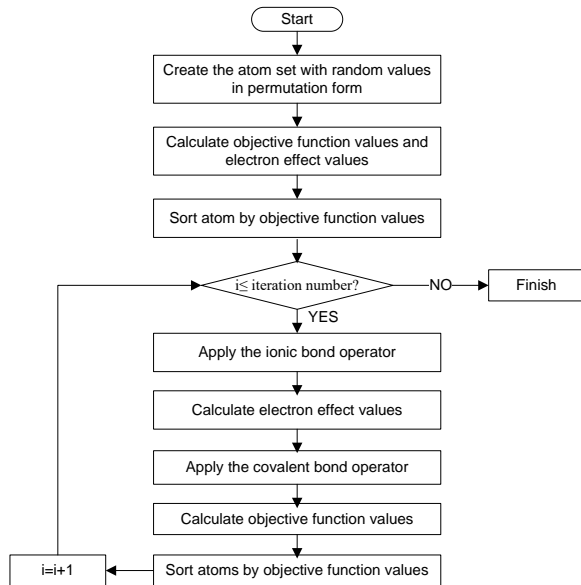 Start
Create the atom set with random values
in permutation form
Calculate objective function values and
electron effect values
Sort atom by objective function values
i≤ iteration number?
NO
Finish
YES
Apply the ionic bond operator
Calculate electron effect values
Apply the covalent bond operator
Calculate objective function values
Sort atoms by objective function values
i=i+1